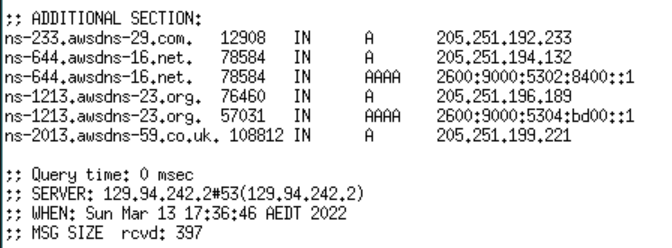 ;; ADDITIONAL SECTION:
ns-233.awsdns-29.com. 12908 IN A 205.251.192.233
ns-644.awsdns-16.net. 78584 IN A 205.251.194.132
ns-644.awsdns-16.net. 78584 IN AAAA 2600:9000:5302:8400::1
ns-1213.awsdns-23.org. 76460 IN A 205.251.196.189
ns-1213.awsdns-23.org. 57031 IN AAAA 2600:9000:5304:bd00::1
ns-2013.awsdns-59.co.uk. 108812 IN A 205.251.199.221
;; Query time: 0 msec
;; SERVER: 129.94.242.2#53(129.94.242.2)
;; WHEN: Sun Mar 13 17:36:46 AEDT 2022
;; MSG SIZE rcvd: 397